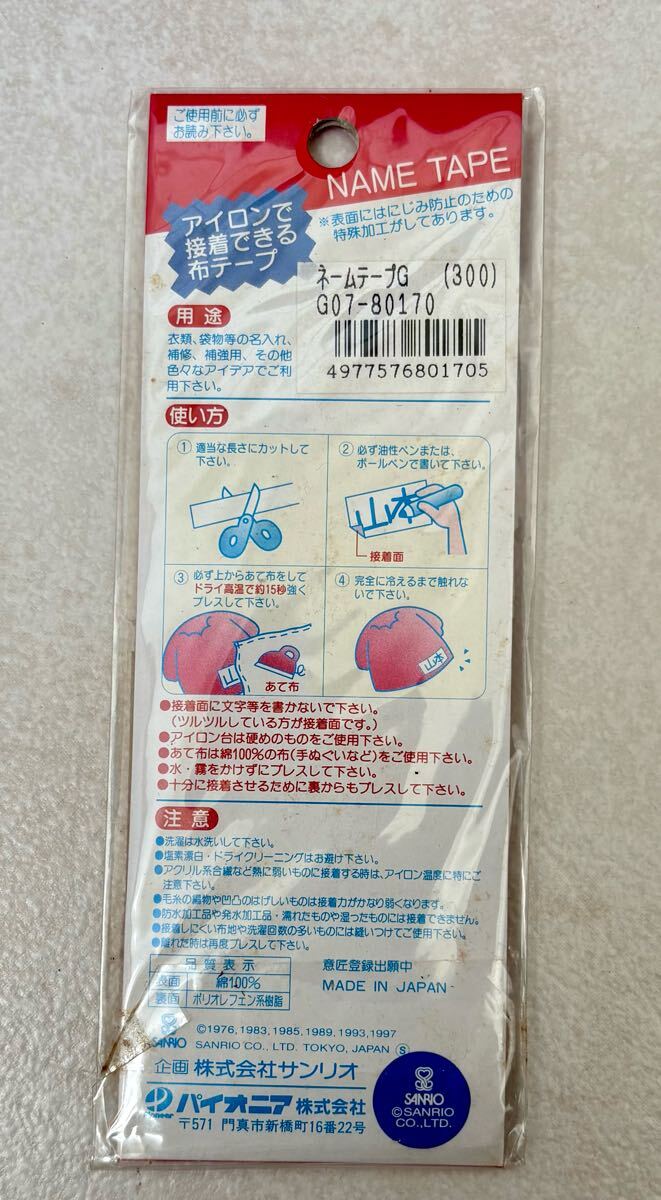 ご使用前に必ず
お読み下さい。
NAME TAPE
アイロンで
接着できる
布テープ
※表面にはにじみ防止のための
特殊加工がしてあります。
ネームテープG (300)
G07-80170
4977576801705
用途
衣類、袋物等の名入れ、
補修、補強用、その他
色々なアイデアでご利
用下さい。
使い方
① 適当な長さにカットして
下さい。
② 必ず油性ペンまたは、
ボールペンで書いて下さい。
山本
接着面
③ 必ず上からあて布をして
ドライ高温で約15秒強く
プレスして下さい。
山
あて布
④ 完全に冷えるまで触れな
いで下さい。
山本
●接着面に文字等を書かないで下さい。
(ツルツルしている方が接着面です。)
●アイロン台は硬めのものをご使用下さい。
●あて布は綿100%の布(手ぬぐいなど)をご使用下さい。
●水・霧をかけずにプレスして下さい。
●十分に接着させるために裏からもプレスして下さい。
注意
●洗濯は水洗いして下さい。
●塩素漂白・ドライクリーニングはお避け下さい。
●アクリル系合繊など熱に弱いものに接着する時は、アイロン温度に特にご
注意下さい。
●毛糸の編物や凹凸のはげしいものは接着力がかなり弱くなります。
●防水加工品や発水加工品・濡れたものや湿ったものには接着できません。
●接着しにくい布地や洗濯回数の多いものには縫いつけてご使用下さい。
●離れた時は再度プレスして下さい。
品質表示
表面 綿100%
裏面 ポリオレフェン系樹脂
意匠登録出願中
MADE IN JAPAN
SANRIO
©1976, 1983, 1985, 1989, 1993, 1997
SANRIO CO., LTD. TOKYO, JAPAN Ⓢ
企画 株式会社サンリオ
Pioneer パイオニア株式会社
〒571 門真市新橋町16番22号
SANRIO
©SANRIO
CO.,LTD.